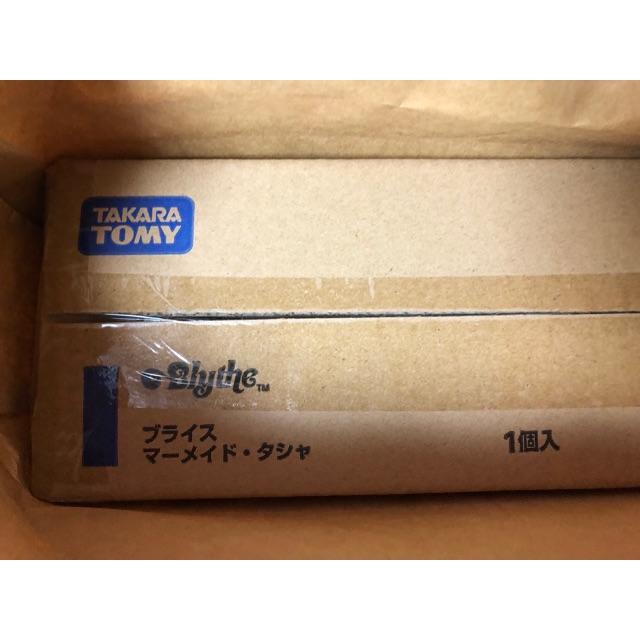 TAKARA
TOMY
Blythe™
ブライス
マーメイド・タシャ
1個入